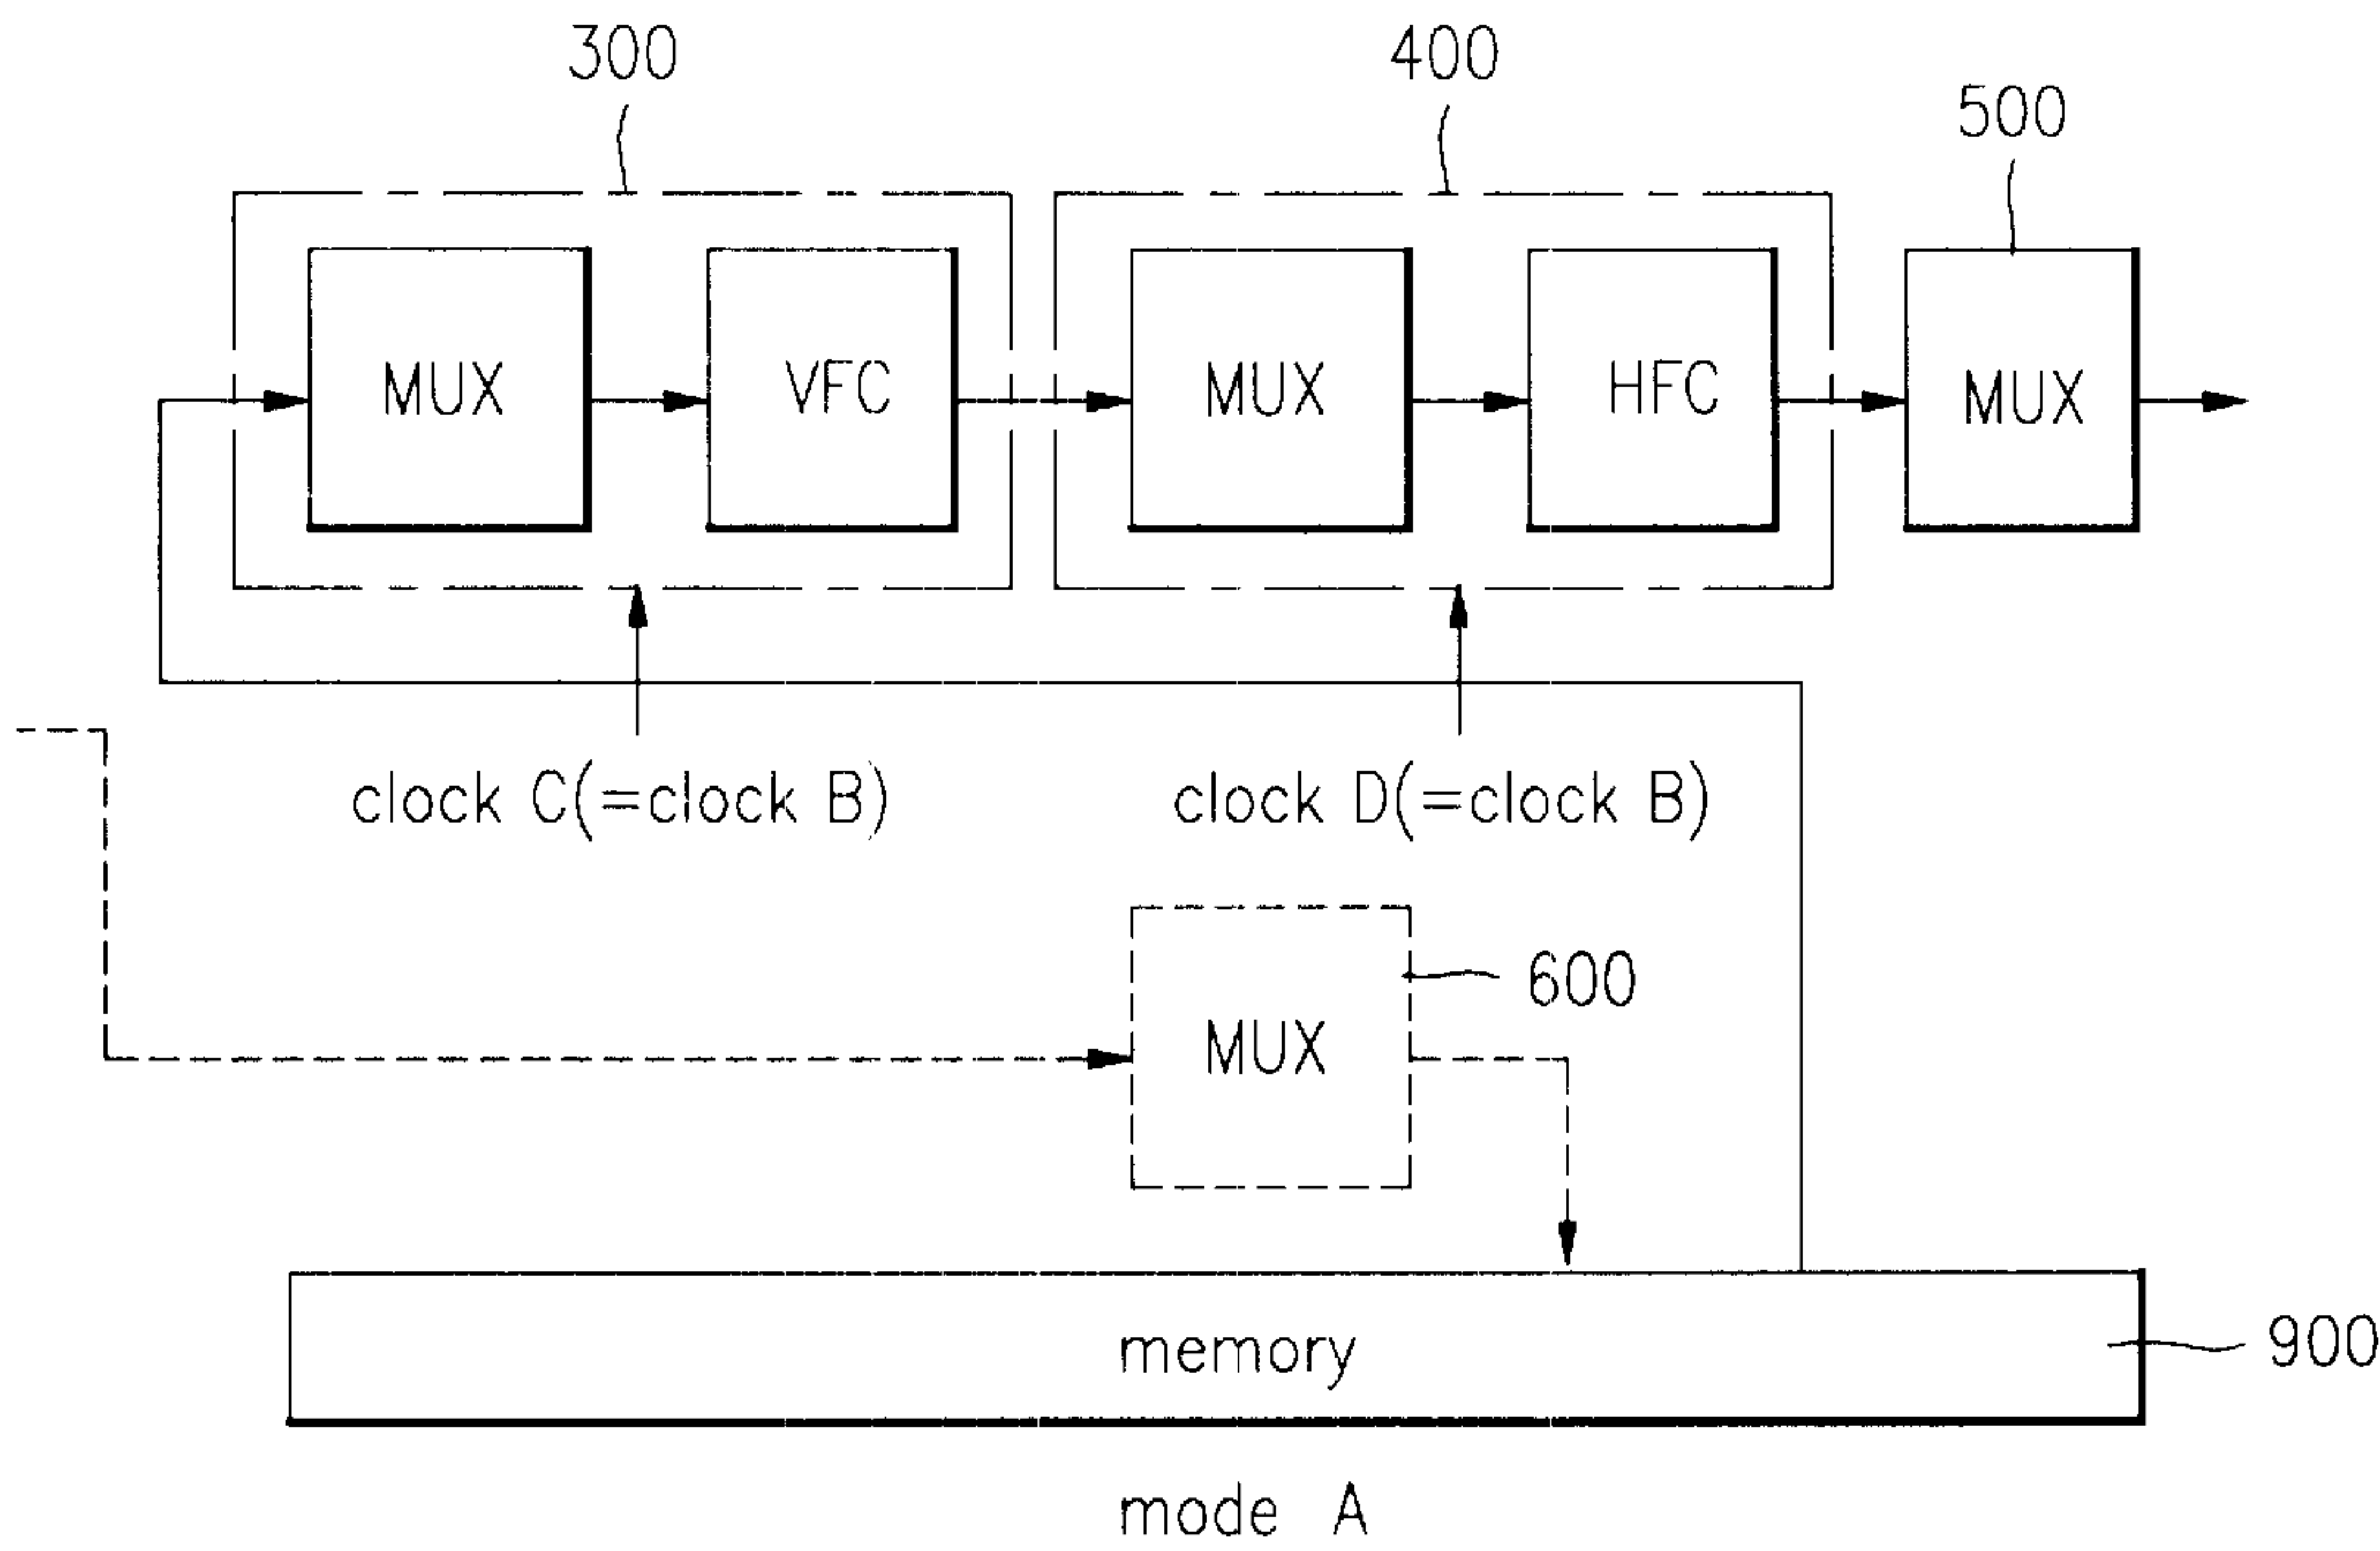 300
400
500
MUX
VFC
MUX
HFC
MUX
clock C(=clock B)
clock D(=clock B)
600
MUX
memory
900
mode A